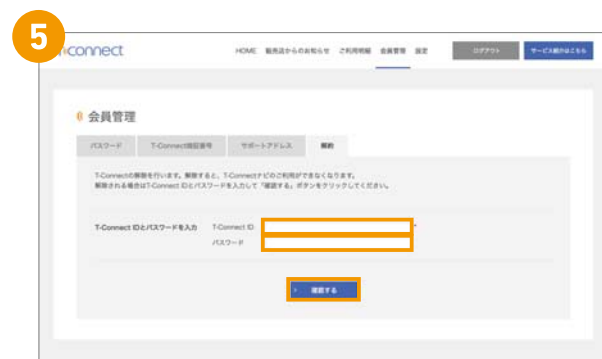 5
T-Connect
HOME 販売店からのお知らせ ご利用明細 会員管理 設定 ログアウト サービス紹介はこちら
会員管理
パスワード T-Connect暗証番号 サポートアドレス 解約
T-Connectの解除を行います。解除すると、T-Connectナビのご利用ができなくなります。
解除される場合はT-Connect IDとパスワードを入力して「確認する」ボタンをクリックしてください。
T-Connect IDとパスワードを入力 T-Connect ID *
パスワード
確認する